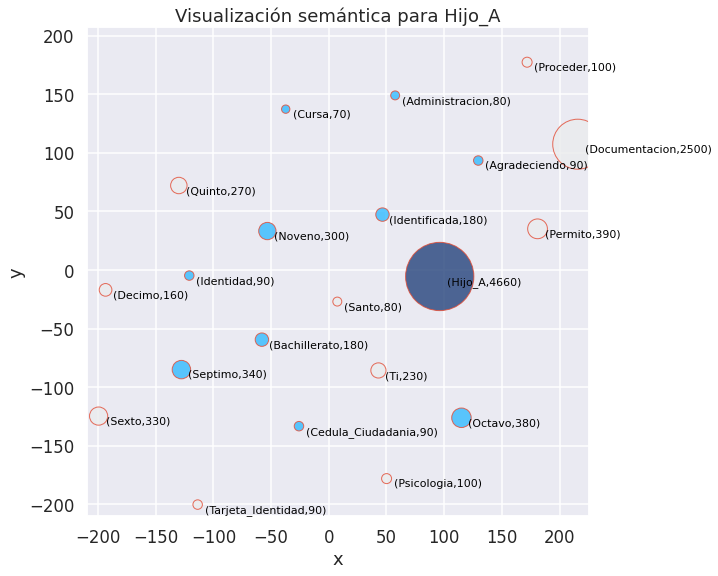 Visualización semántica para Hijo_A
200
150
100
50
0
−50
−100
−150
−200
y
(Proceder,100)
(Administracion,80)
(Cursa,70)
(Documentacion,2500)
(Agradeciendo,90)
(Quinto,270)
(Identificada,180)
(Permito,390)
(Noveno,300)
(Identidad,90)
(Hijo_A,4660)
(Decimo,160)
(Santo,80)
(Bachillerato,180)
(Septimo,340)
(Ti,230)
(Sexto,330)
(Octavo,380)
(Cedula_Ciudadania,90)
(Psicologia,100)
(Tarjeta_Identidad,90)
−200 −150 −100 −50 0 50 100 150 200
x